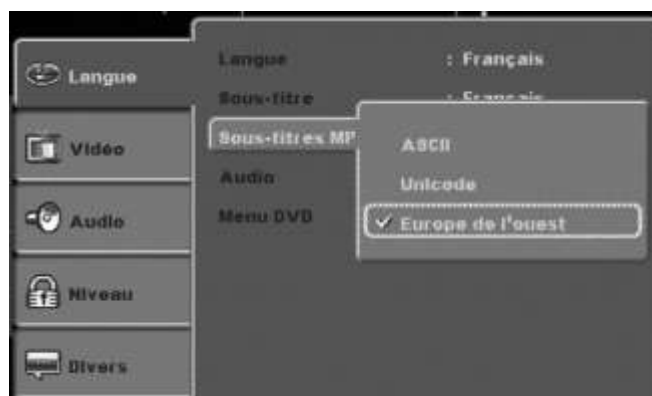 Langue
Vidéo
Audio
Niveau
Divers
Langue : Français
Sous-titre : Français
Sous-titres MP
Audio
Menu DVD
ASCII
Unicode
✓ Europe de l'ouest